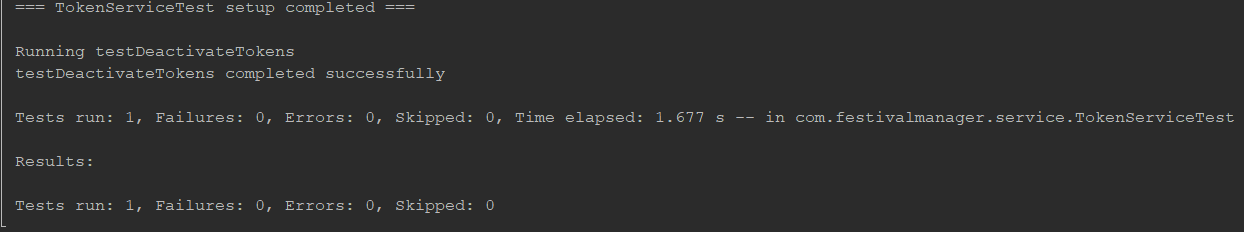 === TokenServiceTest setup completed ===
Running testDeactivateTokens
testDeactivateTokens completed successfully
Tests run: 1, Failures: 0, Errors: 0, Skipped: 0, Time elapsed: 1.677 s -- in com.festivalmanager.service.TokenServiceTest
Results:
Tests run: 1, Failures: 0, Errors: 0, Skipped: 0